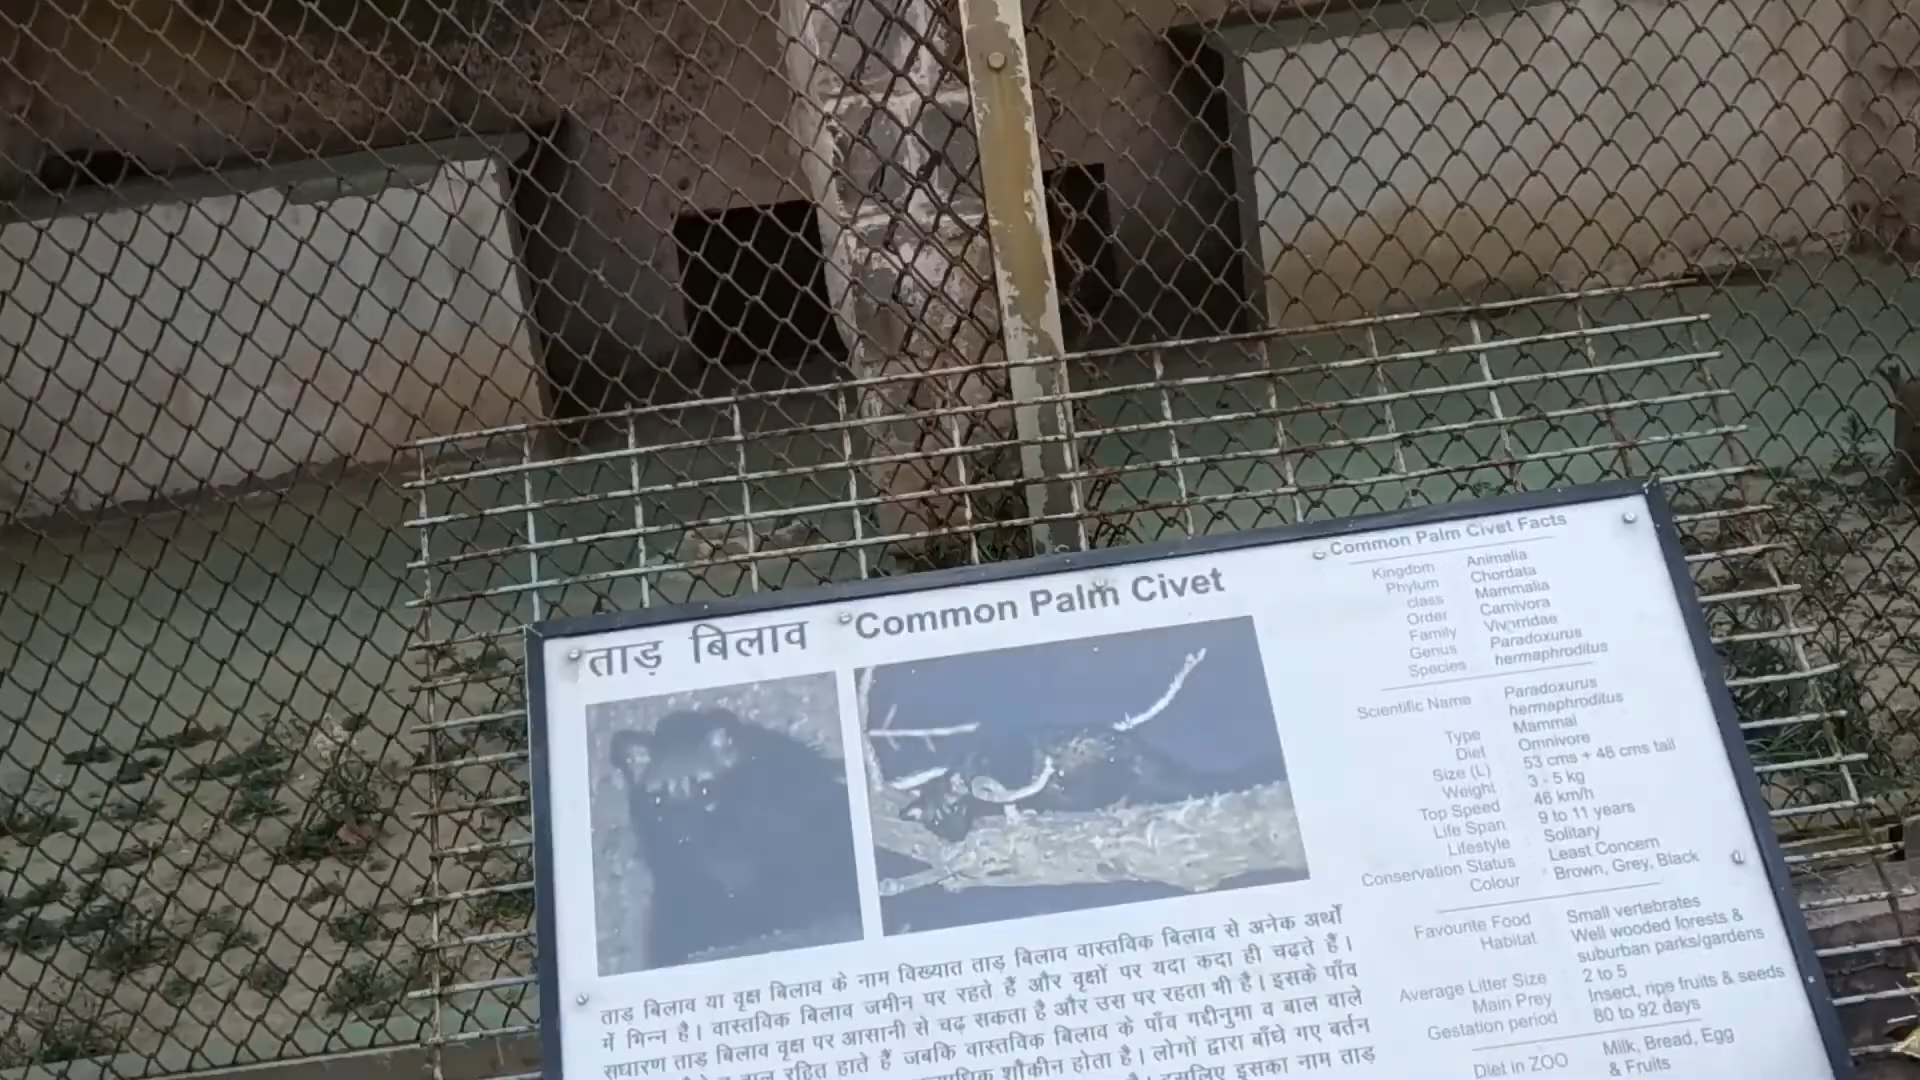 ताड़ बिलाव Common Palm Civet
ताड़ बिलाव या वृक्ष बिलाव के नाम विख्यात ताड़ बिलाव वास्तविक बिलाव से अनेक अर्थों
में भिन्न है। वास्तविक बिलाव जमीन पर रहते हैं और वृक्षों पर यदा कदा ही चढ़ते हैं।
साधारण ताड़ बिलाव वृक्ष पर आसानी से चढ़ सकता है और उस पर रहता भी है। इसके पाँव
रहित हाते हैं जबकि वास्तविक बिलाव के पाँव गद्दीनुमा व बाल वाले
शौकीन होता है। लोगों द्वारा बाँधे गए बर्तन
इसका नाम ताड़
Common Palm Civet Facts
Kingdom Animalia
Phylum Chordata
class Mammalia
Order Carnivora
Family Viverridae
Genus Paradoxurus
Species hermaphroditus
Scientific Name Paradoxurus
hermaphroditus
Type Mammal
Diet Omnivore
Size (L) 53 cms + 48 cms tail
Weight 3 - 5 kg
Top Speed 46 km/h
Life Span 9 to 11 years
Lifestyle Solitary
Conservation Status Least Concern
Colour Brown, Grey, Black
Favourite Food Small vertebrates
Habitat Well wooded forests &
suburban parks/gardens
Average Litter Size 2 to 5
Main Prey Insect, ripe fruits & seeds
Gestation period 80 to 92 days
Diet in ZOO Milk, Bread, Egg
& Fruits